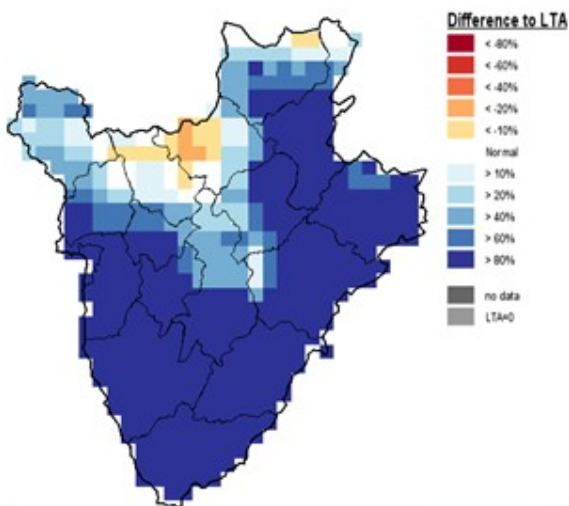 Difference to LTA
< -80%
< -60%
< -40%
< -20%
< -10%
Normal
> 10%
> 20%
> 40%
> 60%
> 80%
no data
LTA=0